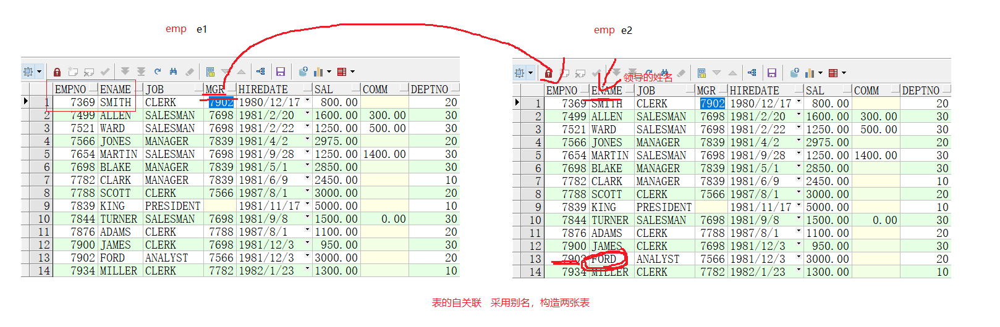 emp e1
emp e2
领导的姓名
EMPNO ENAME JOB MGR HIREDATE SAL COMM DEPTNO
1 7369 SMITH CLERK 7902 1980/12/17 800.00 20
2 7499 ALLEN SALESMAN 7698 1981/2/20 1600.00 300.00 30
3 7521 WARD SALESMAN 7698 1981/2/22 1250.00 500.00 30
4 7566 JONES MANAGER 7839 1981/4/2 2975.00 20
5 7654 MARTIN SALESMAN 7698 1981/9/28 1250.00 1400.00 30
6 7698 BLAKE MANAGER 7839 1981/5/1 2850.00 30
7 7782 CLARK MANAGER 7839 1981/6/9 2450.00 10
8 7788 SCOTT CLERK 7566 1987/8/1 3000.00 20
9 7839 KING PRESIDENT 1981/11/17 5000.00 10
10 7844 TURNER SALESMAN 7698 1981/9/8 1500.00 0.00 30
11 7876 ADAMS CLERK 7788 1987/8/1 1100.00 20
12 7900 JAMES CLERK 7698 1981/12/3 950.00 30
13 7902 FORD ANALYST 7566 1981/12/3 3000.00 20
14 7934 MILLER CLERK 7782 1982/1/23 1300.00 10
EMPNO ENAME JOB MGR HIREDATE SAL COMM DEPTNO
1 7369 SMITH CLERK 7902 1980/12/17 800.00 20
2 7499 ALLEN SALESMAN 7698 1981/2/20 1600.00 300.00 30
3 7521 WARD SALESMAN 7698 1981/2/22 1250.00 500.00 30
4 7566 JONES MANAGER 7839 1981/4/2 2975.00 20
5 7654 MARTIN SALESMAN 7698 1981/9/28 1250.00 1400.00 30
6 7698 BLAKE MANAGER 7839 1981/5/1 2850.00 30
7 7782 CLARK MANAGER 7839 1981/6/9 2450.00 10
8 7788 SCOTT CLERK 7566 1987/8/1 3000.00 20
9 7839 KING PRESIDENT 1981/11/17 5000.00 10
10 7844 TURNER SALESMAN 7698 1981/9/8 1500.00 0.00 30
11 7876 ADAMS CLERK 7788 1987/8/1 1100.00 20
12 7900 JAMES CLERK 7698 1981/12/3 950.00 30
13 7902 FORD ANALYST 7566 1981/12/3 3000.00 20
14 7934 MILLER CLERK 7782 1982/1/23 1300.00 10
表的自关联 采用别名，构造两张表